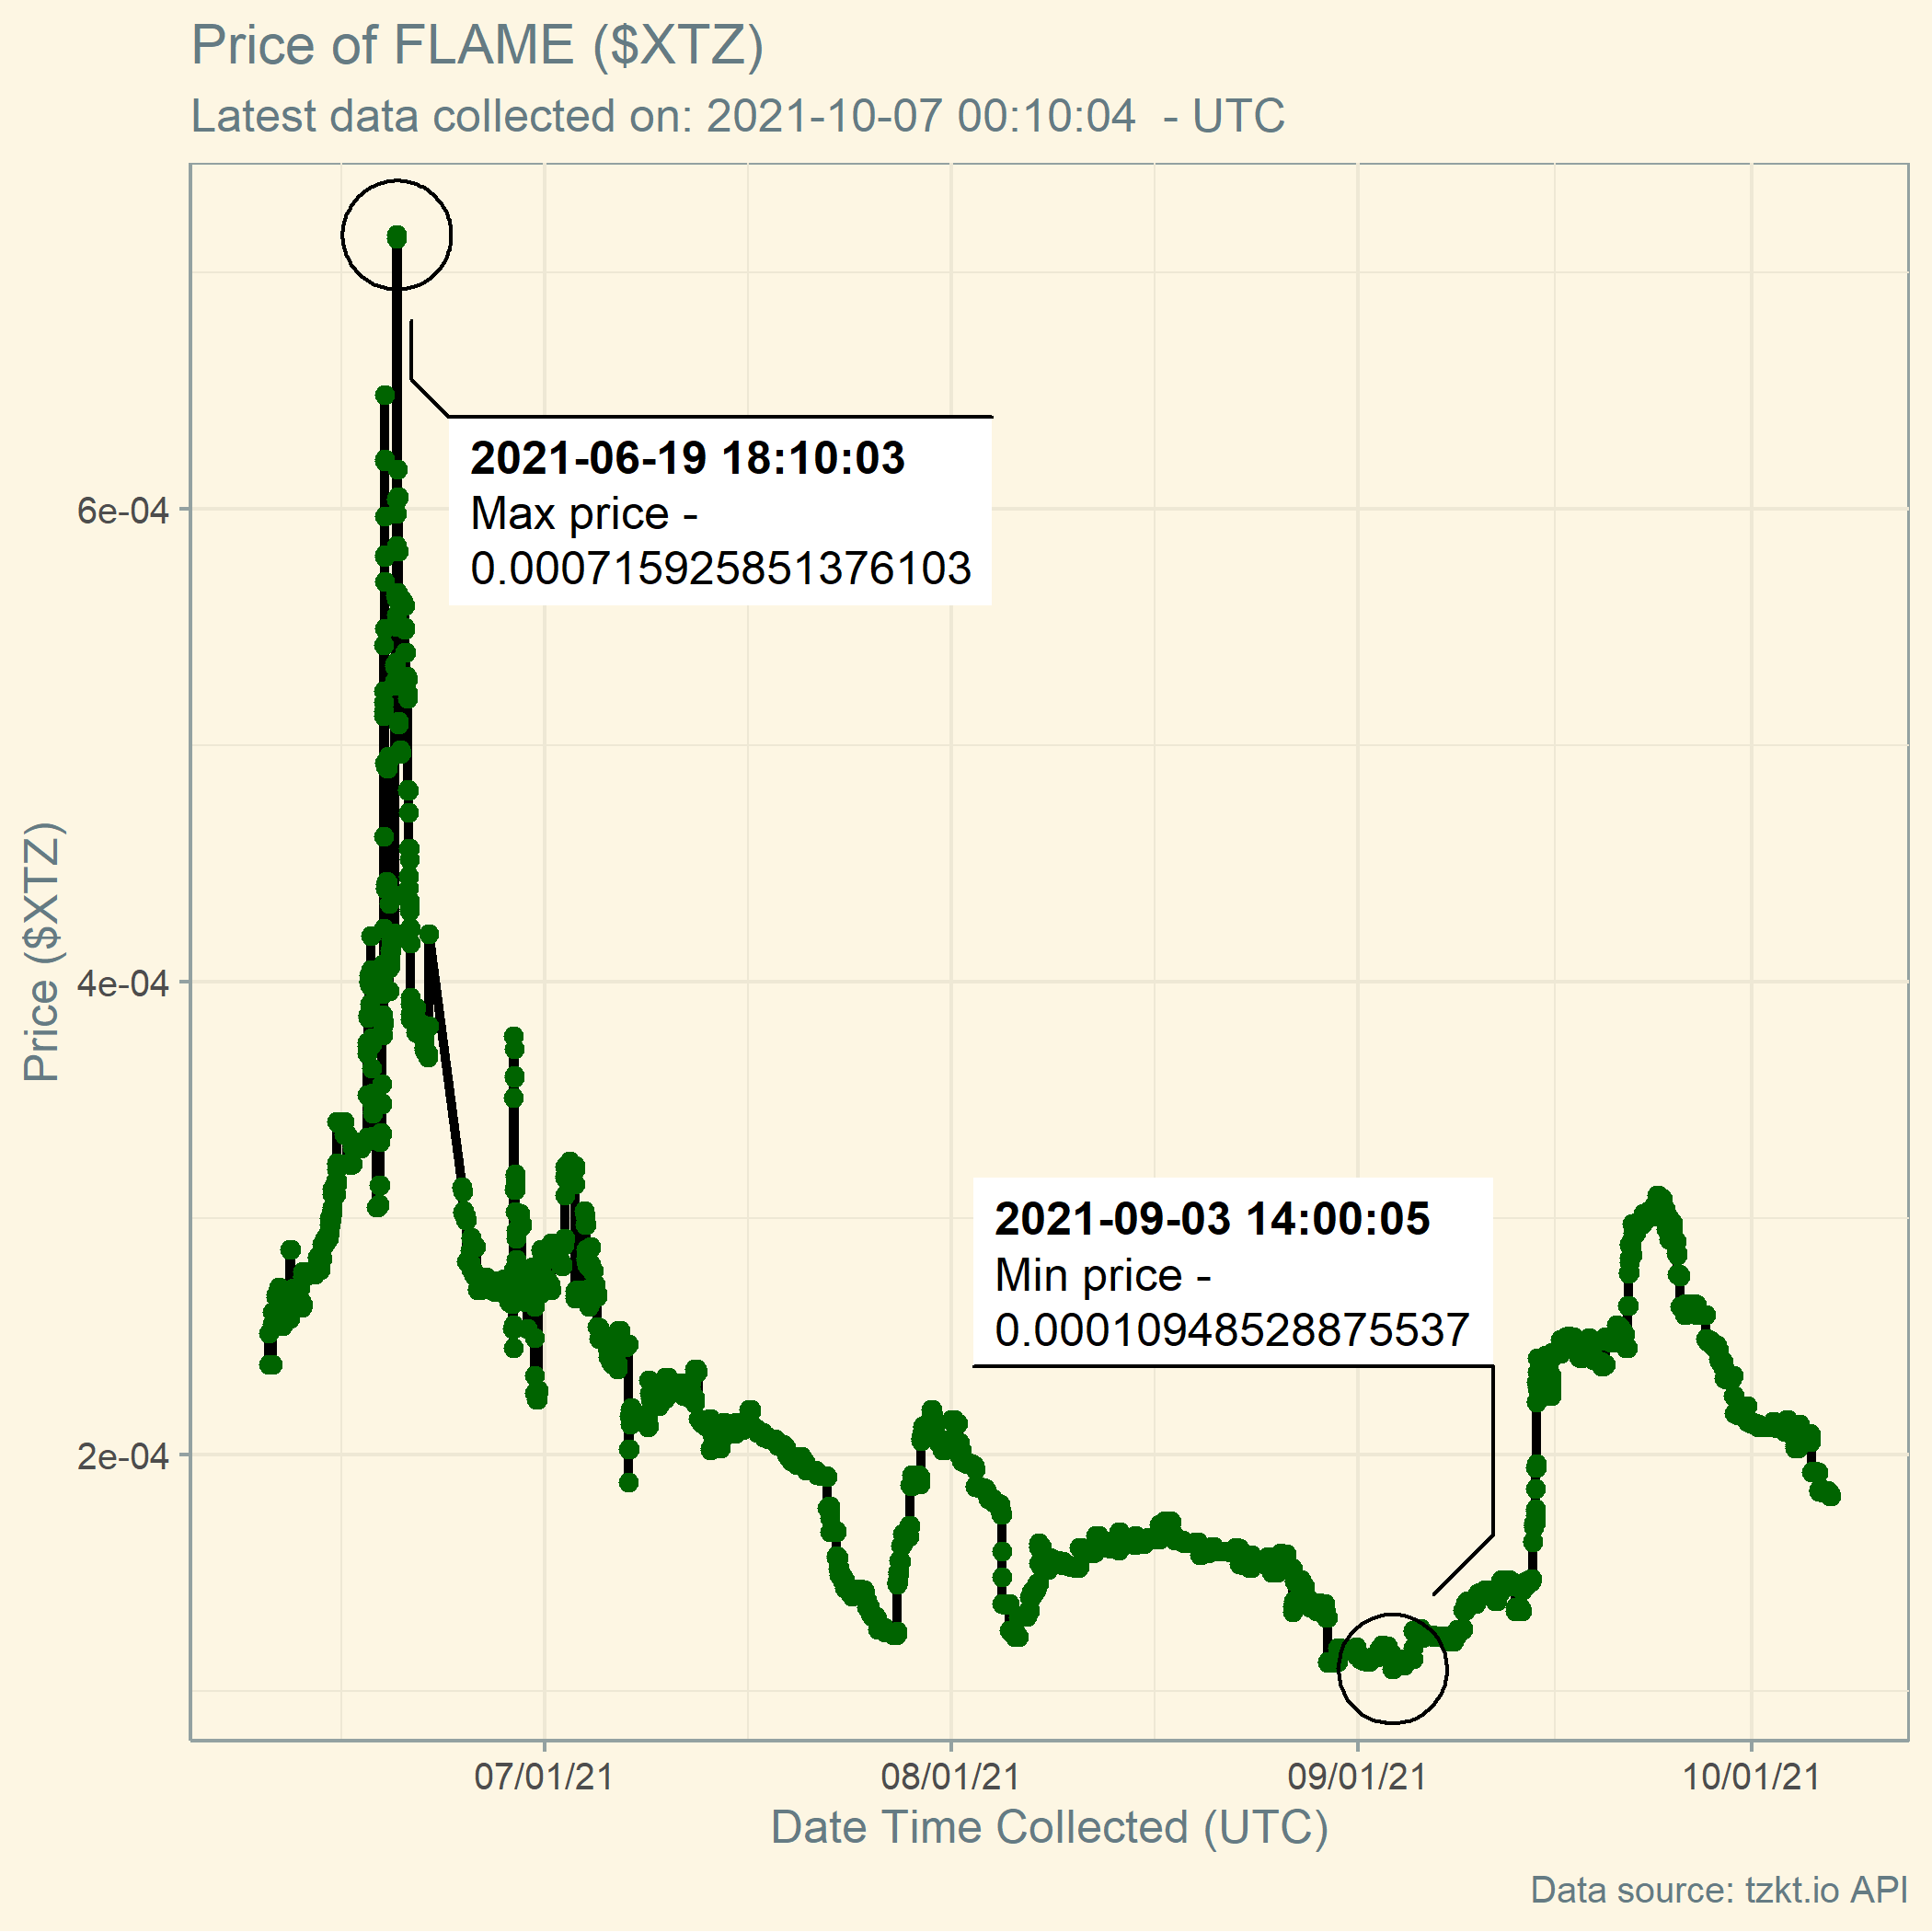 Price of FLAME ($XTZ)
Latest data collected on: 2021-10-07 00:10:04  - UTC
2021-06-19 18:10:03
Max price -
0.000715925851376103
2021-09-03 14:00:05
Min price -
0.00010948528875537
Price ($XTZ)
6e-04
4e-04
2e-04
07/01/21
08/01/21
09/01/21
10/01/21
Date Time Collected (UTC)
Data source: tzkt.io API